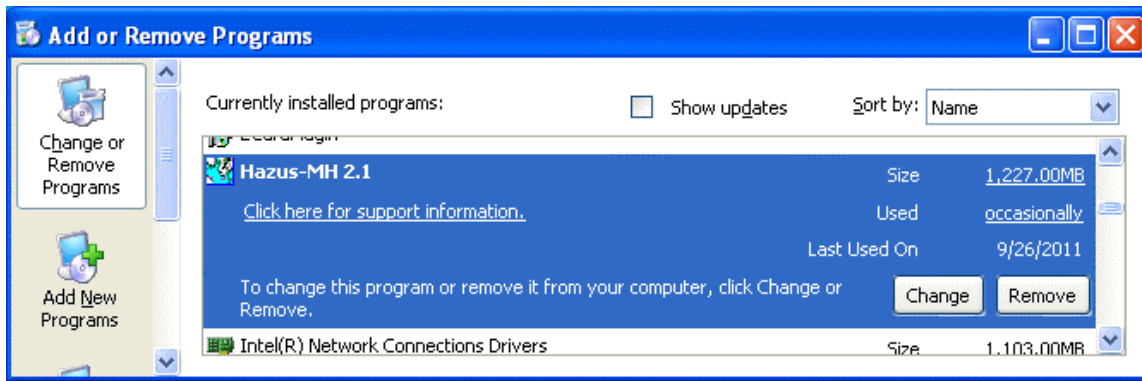 Add or Remove Programs
Change or
Remove
Programs
Add New
Programs
Currently installed programs:
Show updates
Sort by: Name
Hazus-MH 2.1
Size 1,227.00MB
Click here for support information.
Used occasionally
Last Used On 9/26/2011
To change this program or remove it from your computer, click Change or
Remove.
Change Remove
Intel(R) Network Connections Drivers
Size 1,103.00MB